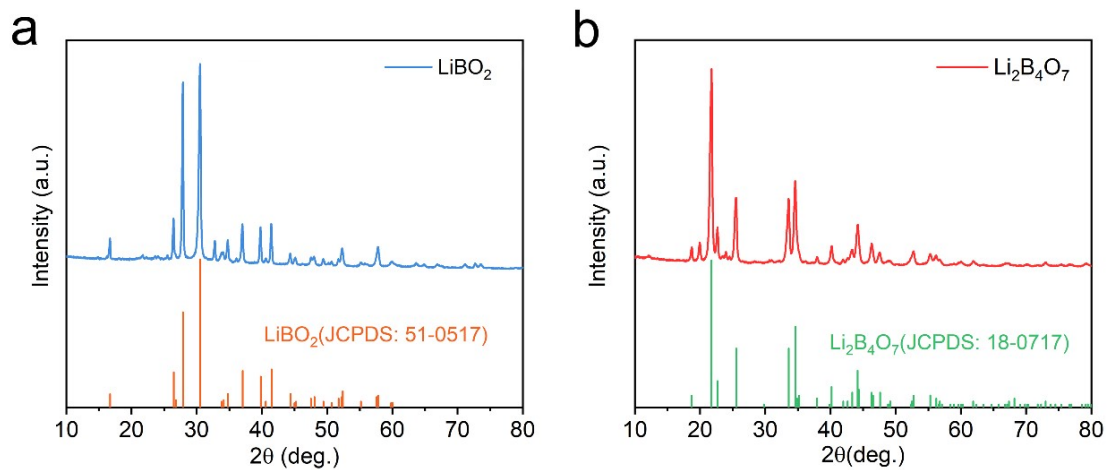 a
LiBO₂
Intensity (a.u.)
LiBO₂(JCPDS: 51-0517)
10 20 30 40 50 60 70 80
2θ (deg.)
b
Li₂B₄O₇
Intensity (a.u.)
Li₂B₄O₇(JCPDS: 18-0717)
10 20 30 40 50 60 70 80
2θ(deg.)